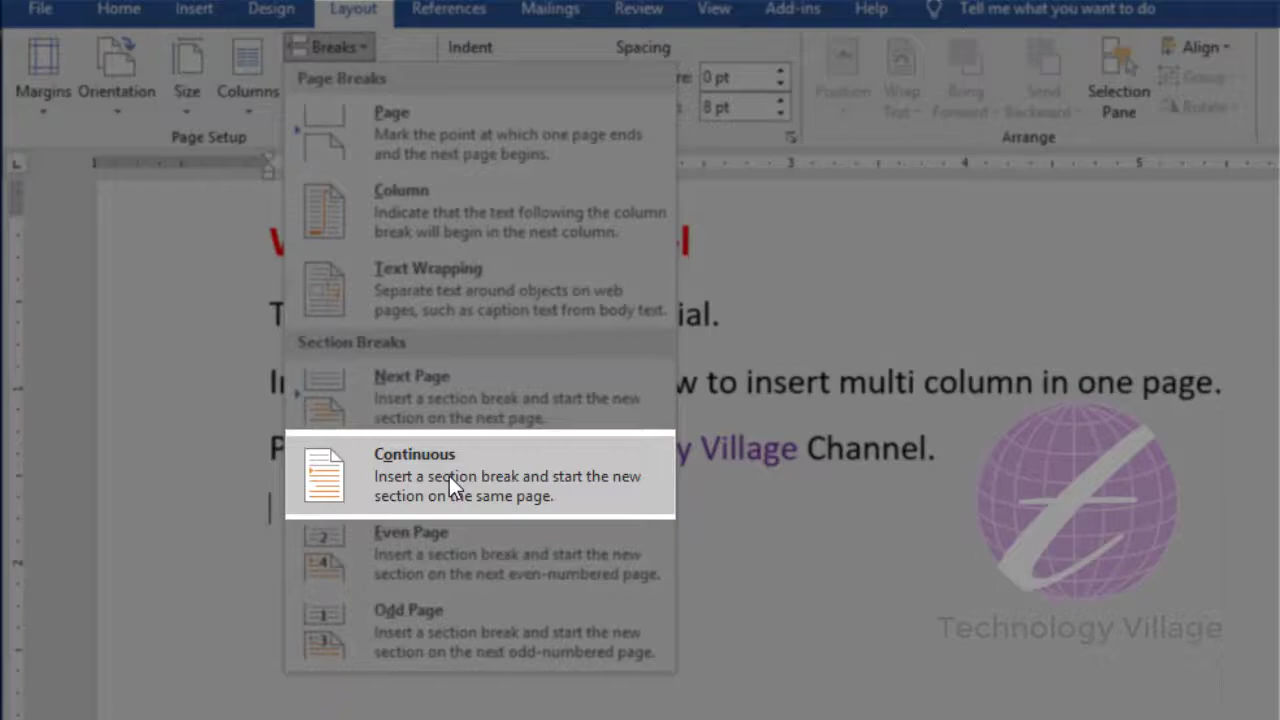 File Home Insert Design Layout References Mailings Review View Add-ins Help Tell me what you want to do
Breaks Indent Spacing Align
0 pt Group
Margins Orientation Size Columns 8 pt Position Wrap Text Bring Forward Send Backward Selection Pane Rotate
Page Setup Arrange
Page Breaks
Page
Mark the point at which one page ends
and the next page begins.
1 3 4 5
Column
Indicate that the text following the column
break will begin in the next column.
Text Wrapping
Separate text around objects on web
pages, such as caption text from body text.
Section Breaks
Next Page
Insert a section break and start the new
section on the next page.
to insert multi column in one page.
Continuous
Insert a section break and start the new
section on the same page.
Village Channel.
Even Page
Insert a section break and start the new
section on the next even-numbered page.
Odd Page
Insert a section break and start the new
section on the next odd-numbered page.
Technology Village